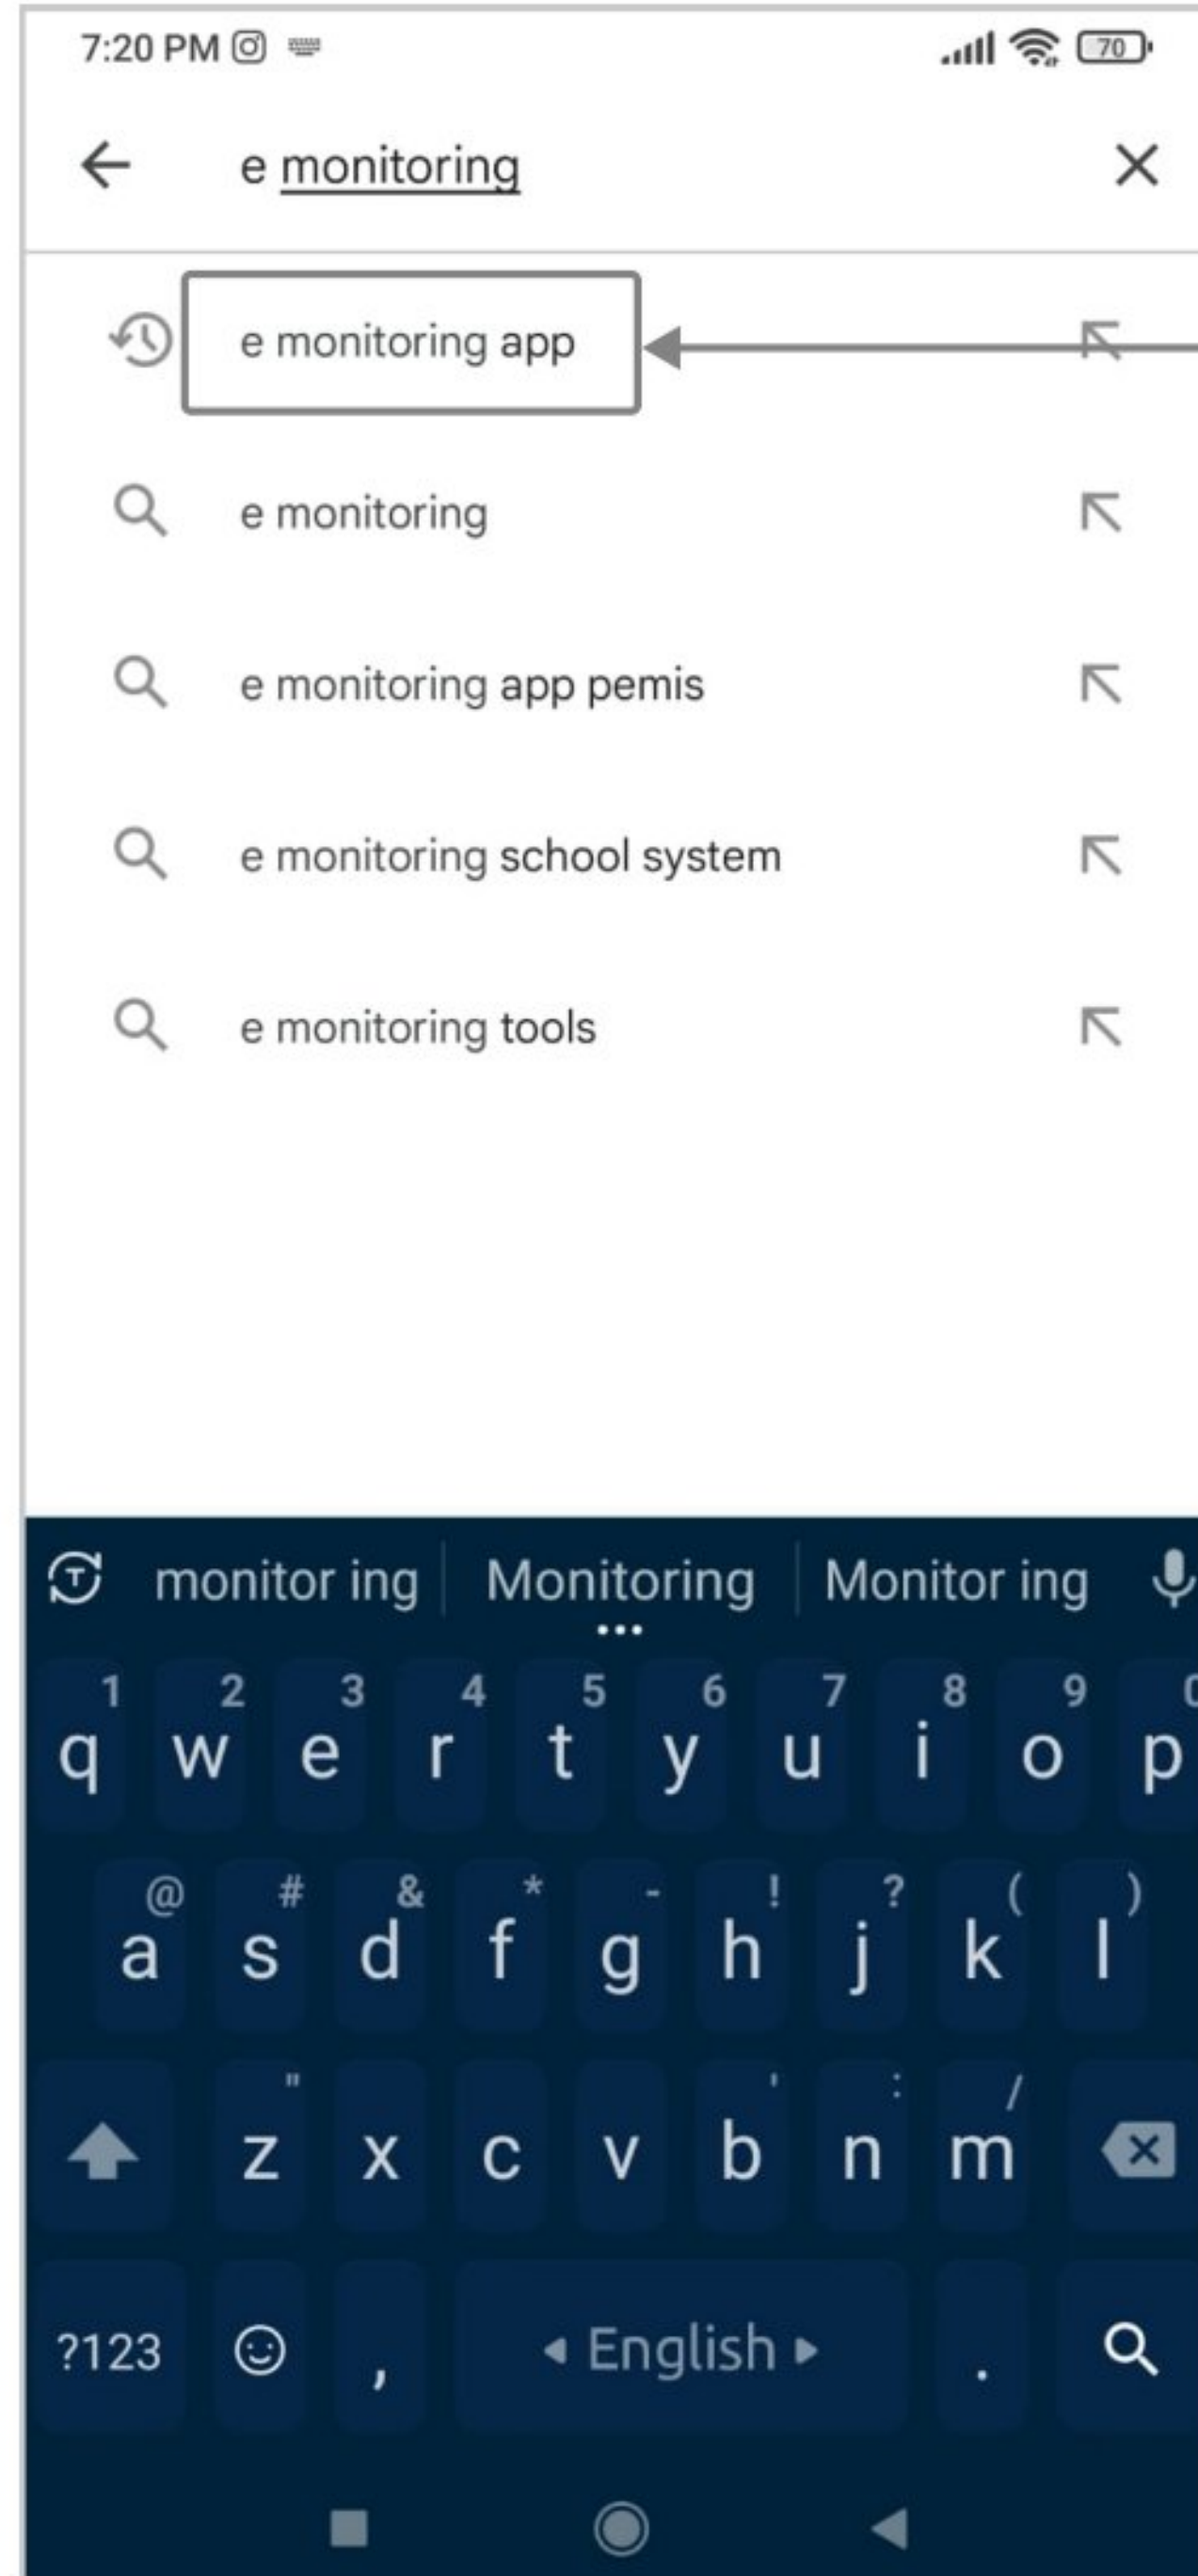 7:20 PM 70
e monitoring
e monitoring app
e monitoring
e monitoring app pemis
e monitoring school system
e monitoring tools
monitor ing Monitoring Monitor ing
1 2 3 4 5 6 7 8 9 0
q w e r t y u i o p
@ # & * - ! ? ( )
a s d f g h j k l
" ' : /
z x c v b n m
?123 , English .